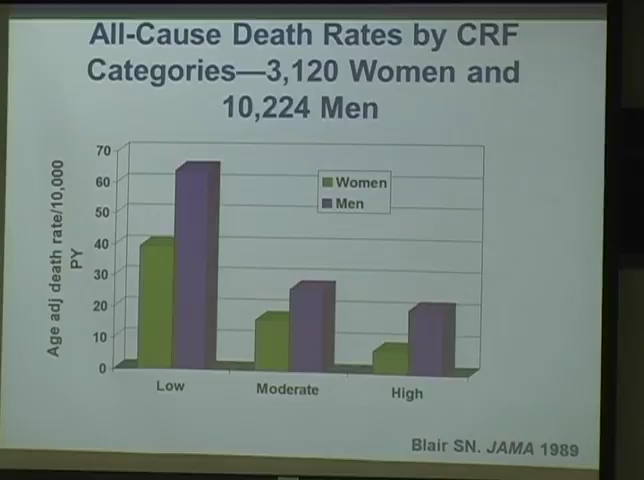 All-Cause Death Rates by CRF
Categories—3,120 Women and
10,224 Men
Age adj death rate/10,000
PY
70
60
50
40
30
20
10
0
Women
Men
Low
Moderate
High
Blair SN. JAMA 1989